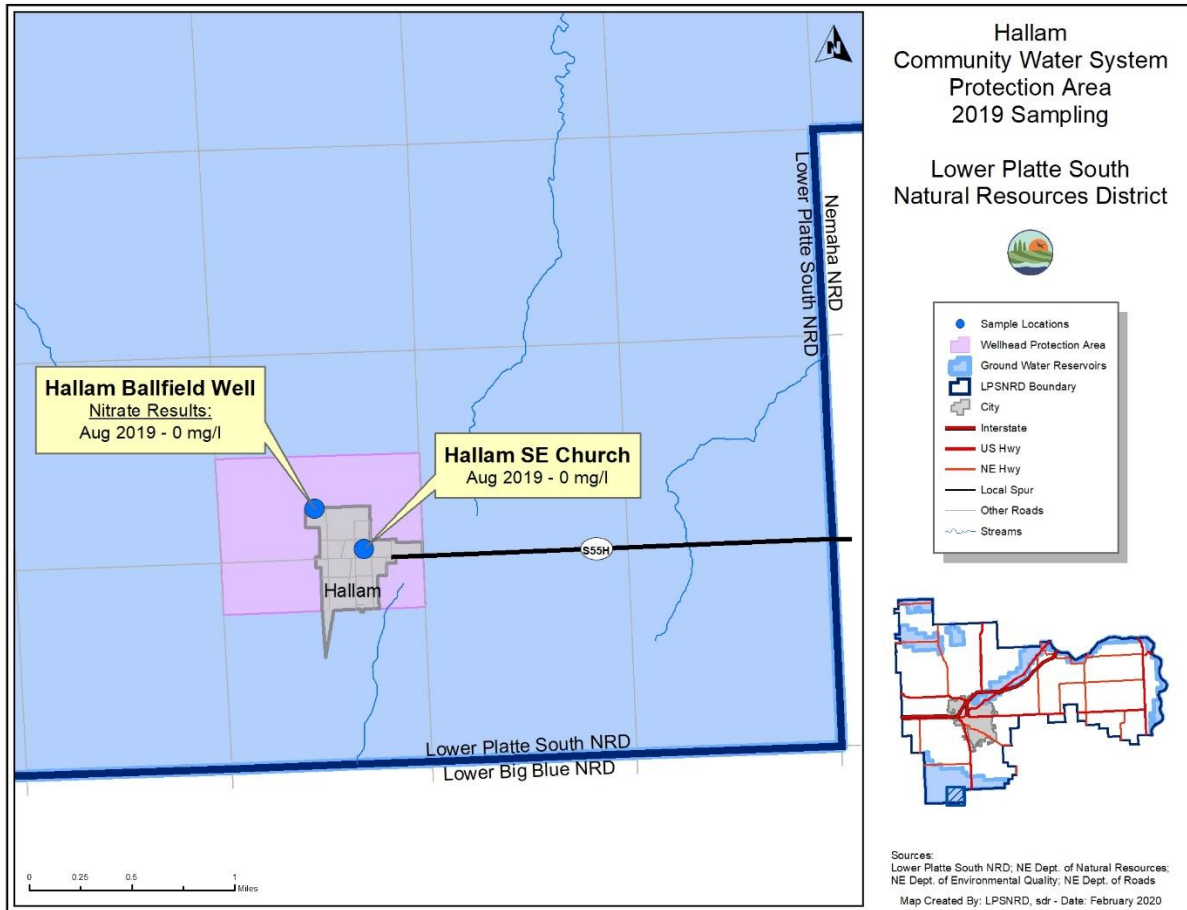 Hallam
Community Water System
Protection Area
2019 Sampling
Lower Platte South
Natural Resources District
N
Lower Platte South NRD
Nemaha NRD
Hallam Ballfield Well
Nitrate Results:
Aug 2019 - 0 mg/l
Hallam SE Church
Aug 2019 - 0 mg/l
S55H
Hallam
Lower Platte South NRD
Lower Big Blue NRD
0 0.25 0.5 1
Miles
Sample Locations
Wellhead Protection Area
Ground Water Reservoirs
LPSNRD Boundary
City
Interstate
US Hwy
NE Hwy
Local Spur
Other Roads
Streams
Sources:
Lower Platte South NRD; NE Dept. of Natural Resources;
NE Dept. of Environmental Quality; NE Dept. of Roads
Map Created By: LPSNRD, sdr - Date: February 2020